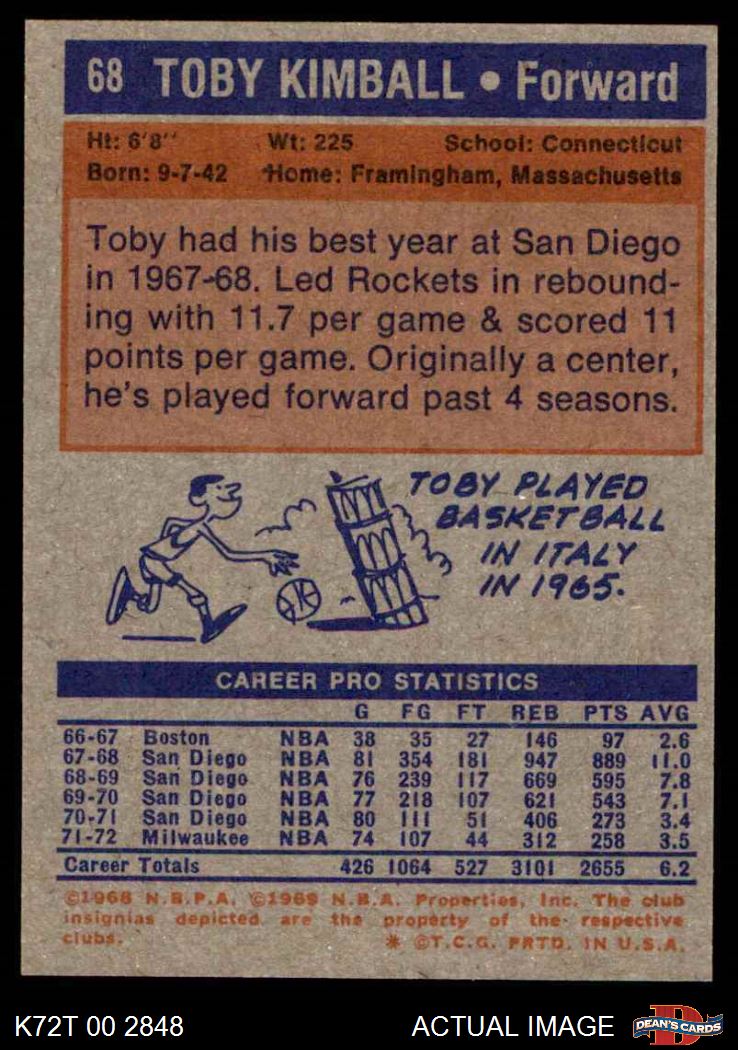 68 TOBY KIMBALL • Forward
Ht: 6'8'' Wt: 225 School: Connecticut
Born: 9-7-42 Home: Framingham, Massachusetts
Toby had his best year at San Diego
in 1967-68. Led Rockets in rebound-
ing with 11.7 per game & scored 11
points per game. Originally a center,
he's played forward past 4 seasons.
TOBY PLAYED
BASKETBALL
IN ITALY
IN 1965.
CAREER PRO STATISTICS
G FG FT REB PTS AVG
66-67 Boston NBA 38 35 27 146 97 2.6
67-68 San Diego NBA 81 354 181 947 889 11.0
68-69 San Diego NBA 76 239 117 669 595 7.8
69-70 San Diego NBA 77 218 107 621 543 7.1
70-71 San Diego NBA 80 111 51 406 273 3.4
71-72 Milwaukee NBA 74 107 44 312 258 3.5
Career Totals 426 1064 527 3101 2655 6.2
©1968 N.B.P.A. ©1969 N.B.A. Properties, Inc. The club
insignias depicted are the property of the respective
clubs. * ©T.C.G. PRTD. IN U.S.A.
K72T 00 2848 ACTUAL IMAGE DEAN'S CARDS